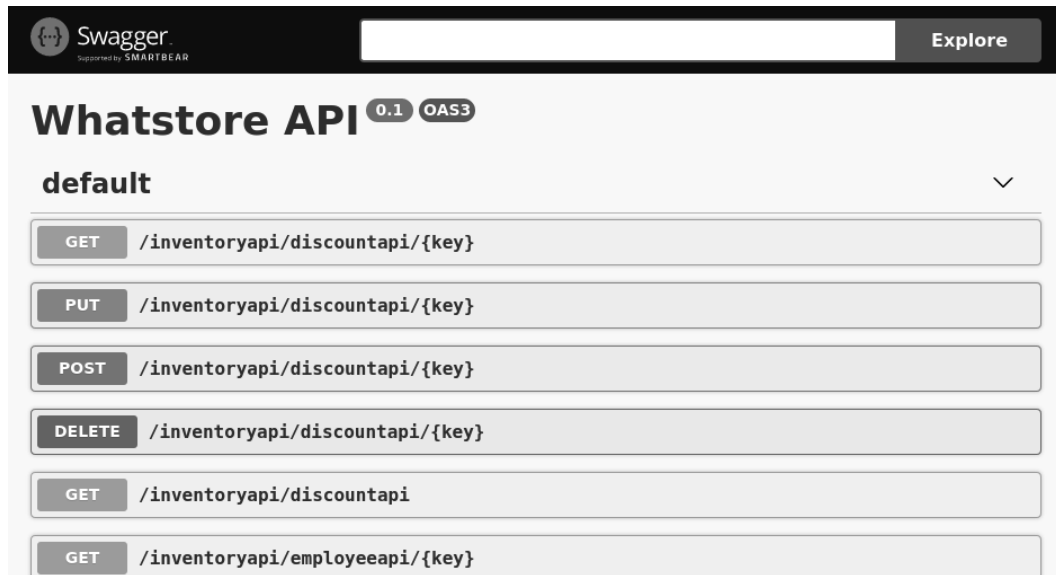 Swagger.
Supported by SMARTBEAR
Explore
Whatstore API 0.1 OAS3
default
GET /inventoryapi/discountapi/{key}
PUT /inventoryapi/discountapi/{key}
POST /inventoryapi/discountapi/{key}
DELETE /inventoryapi/discountapi/{key}
GET /inventoryapi/discountapi
GET /inventoryapi/employeeapi/{key}